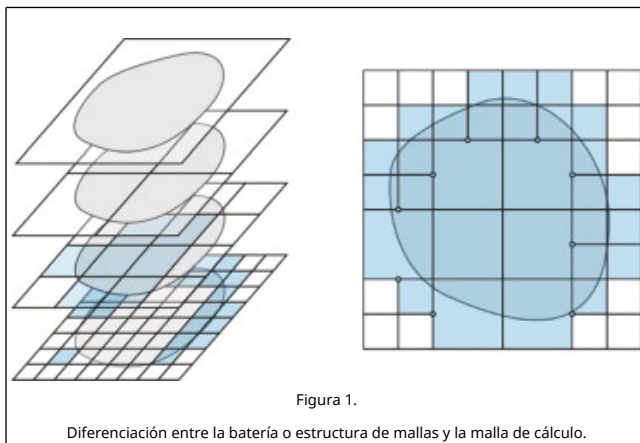 Figura 1.
Diferenciación entre la batería o estructura de mallas y la malla de cálculo.